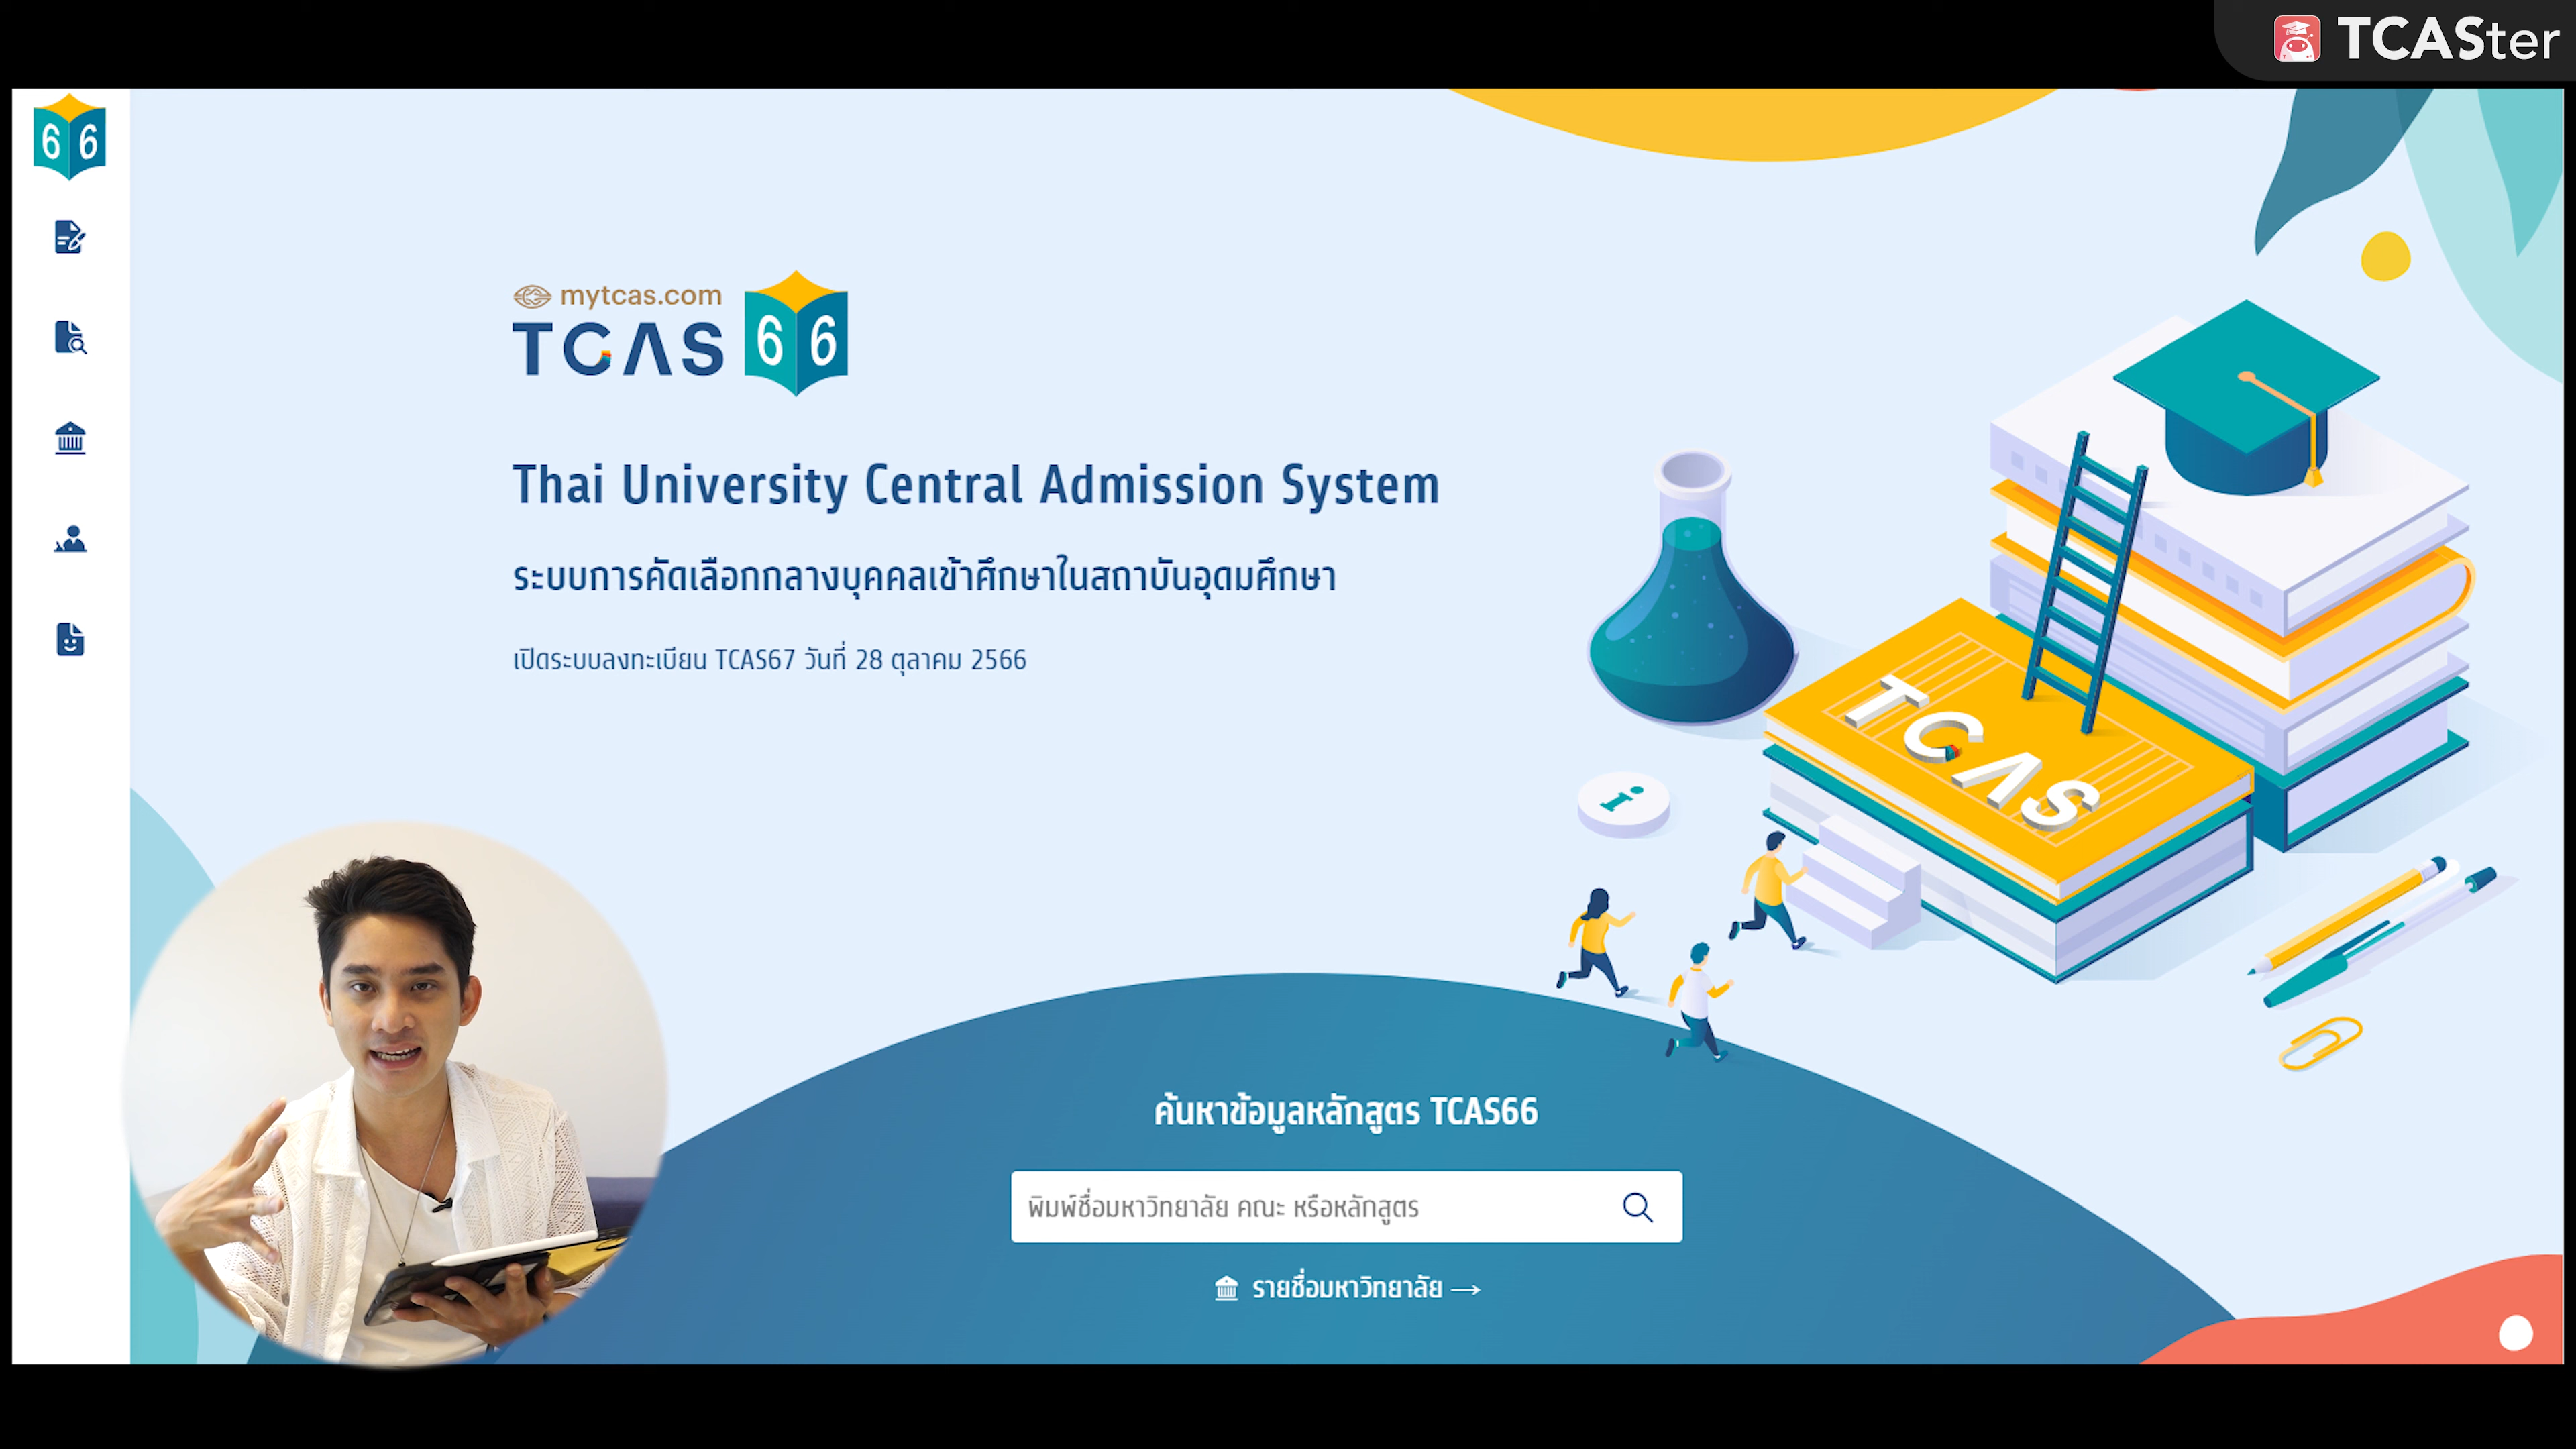 TCASter
66
mytcas.com
TCAS 66
Thai University Central Admission System
ระบบการคัดเลือกกลางบุคคลเข้าศึกษาในสถาบันอุดมศึกษา
เปิดระบบลงทะเบียน TCAS67 วันที่ 28 ตุลาคม 2566
i
TCAS
ค้นหาข้อมูลหลักสูตร TCAS66
พิมพ์ชื่อมหาวิทยาลัย คณะ หรือหลักสูตร
รายชื่อมหาวิทยาลัย →